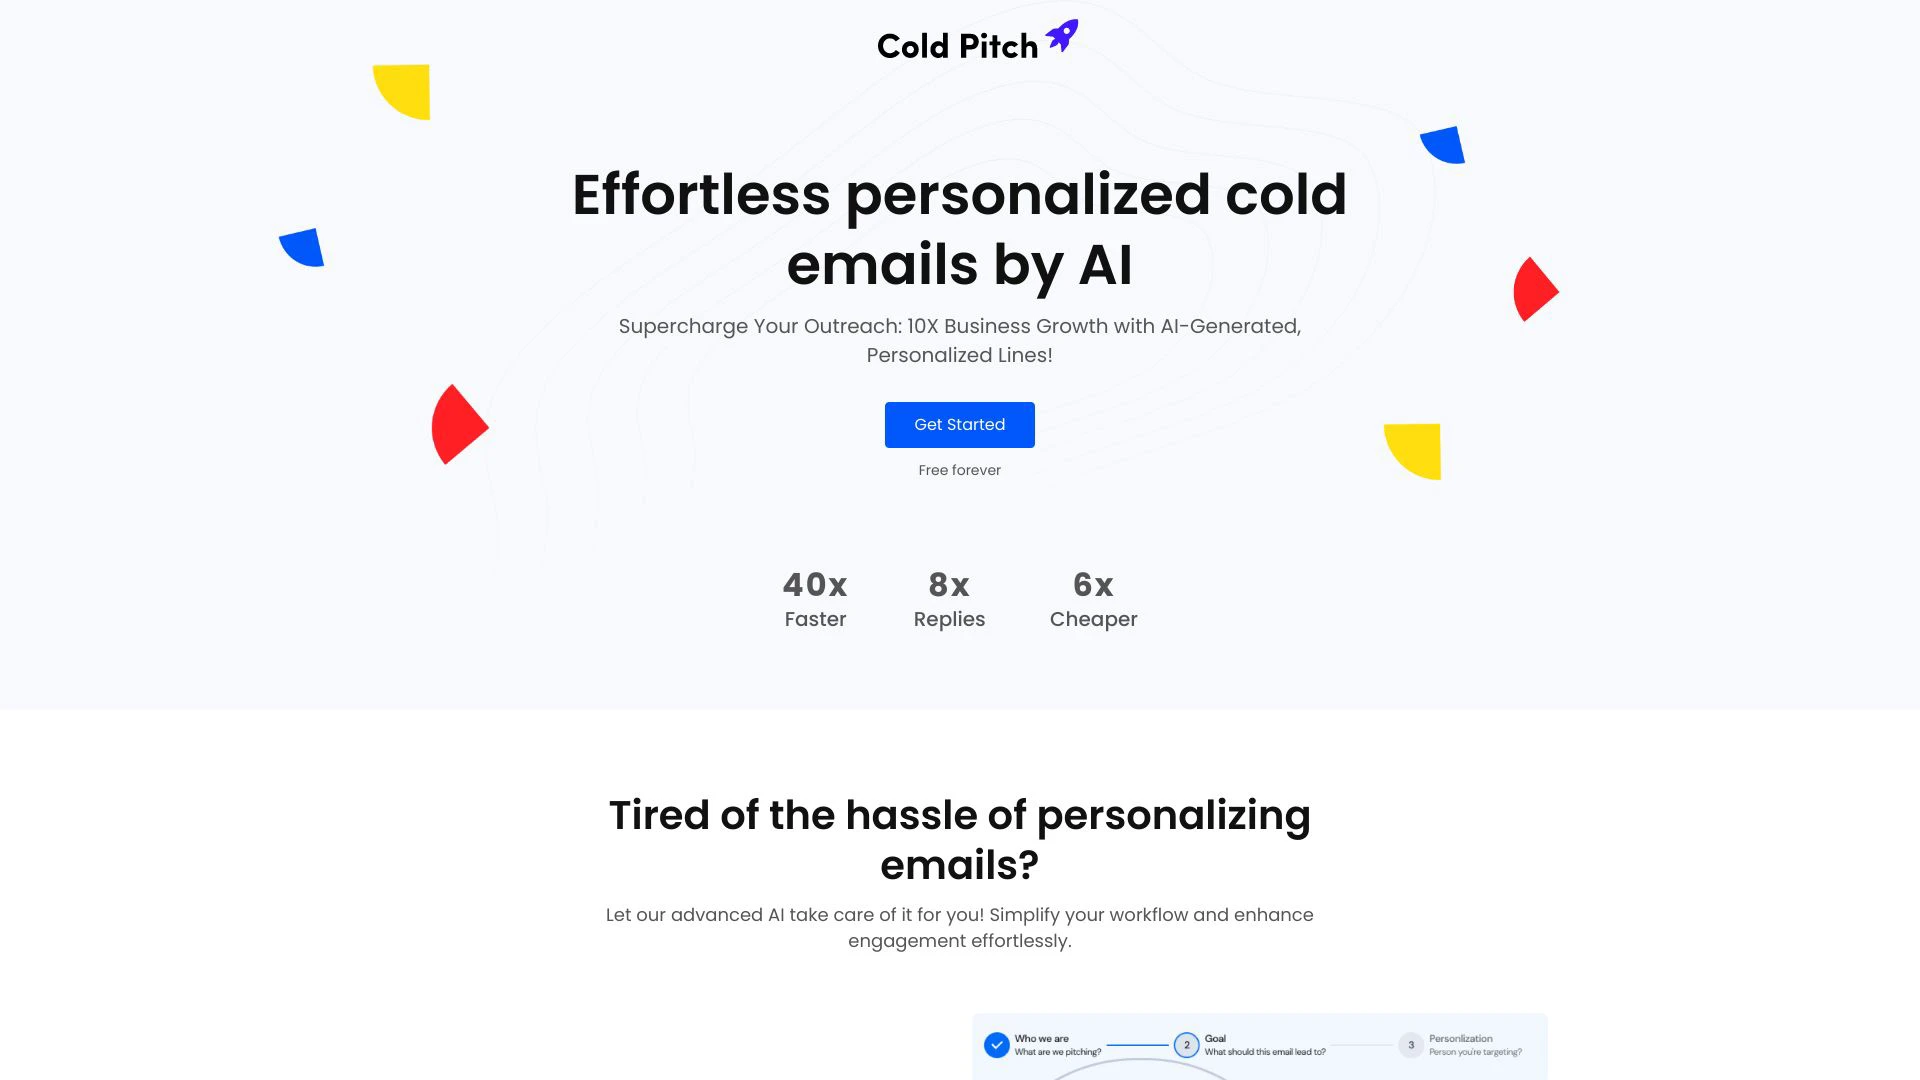 Cold Pitch
Effortless personalized cold
emails by AI
Supercharge Your Outreach: 10X Business Growth with AI-Generated,
Personalized Lines!
Get Started
Free forever
40x
Faster
8x
Replies
6x
Cheaper
Tired of the hassle of personalizing
emails?
Let our advanced AI take care of it for you! Simplify your workflow and enhance
engagement effortlessly.
Who we are
What are we pitching?
2
Goal
What should this email lead to?
3
Personlization
Person you're targeting?